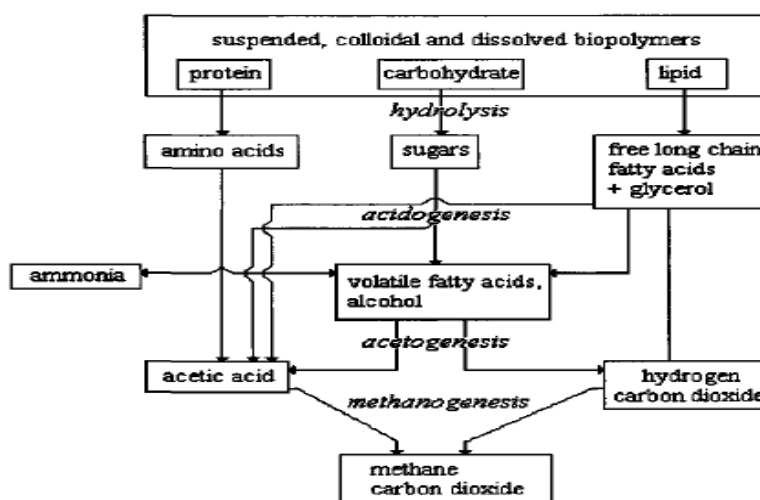 suspended, colloidal and dissolved biopolymers
protein
carbohydrate
lipid
hydrolysis
amino acids
sugars
free long chain
fatty acids
+ glycerol
acidogenesis
ammonia
volatile fatty acids,
alcohol
acetogenesis
acetic acid
hydrogen
carbon dioxide
methanogenesis
methane
carbon dioxide